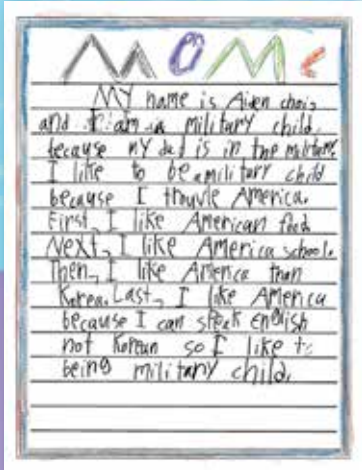 MOMC
My name is Aiden Choi,
and I am a military child,
because my dad is in the military.
I like to be a military child
because I trouvle America.
First, I like American food.
Next, I like America school.
Then, I like America than
Korea. Last, I like America
because I can speak English
not Korean so I like to
being military child.